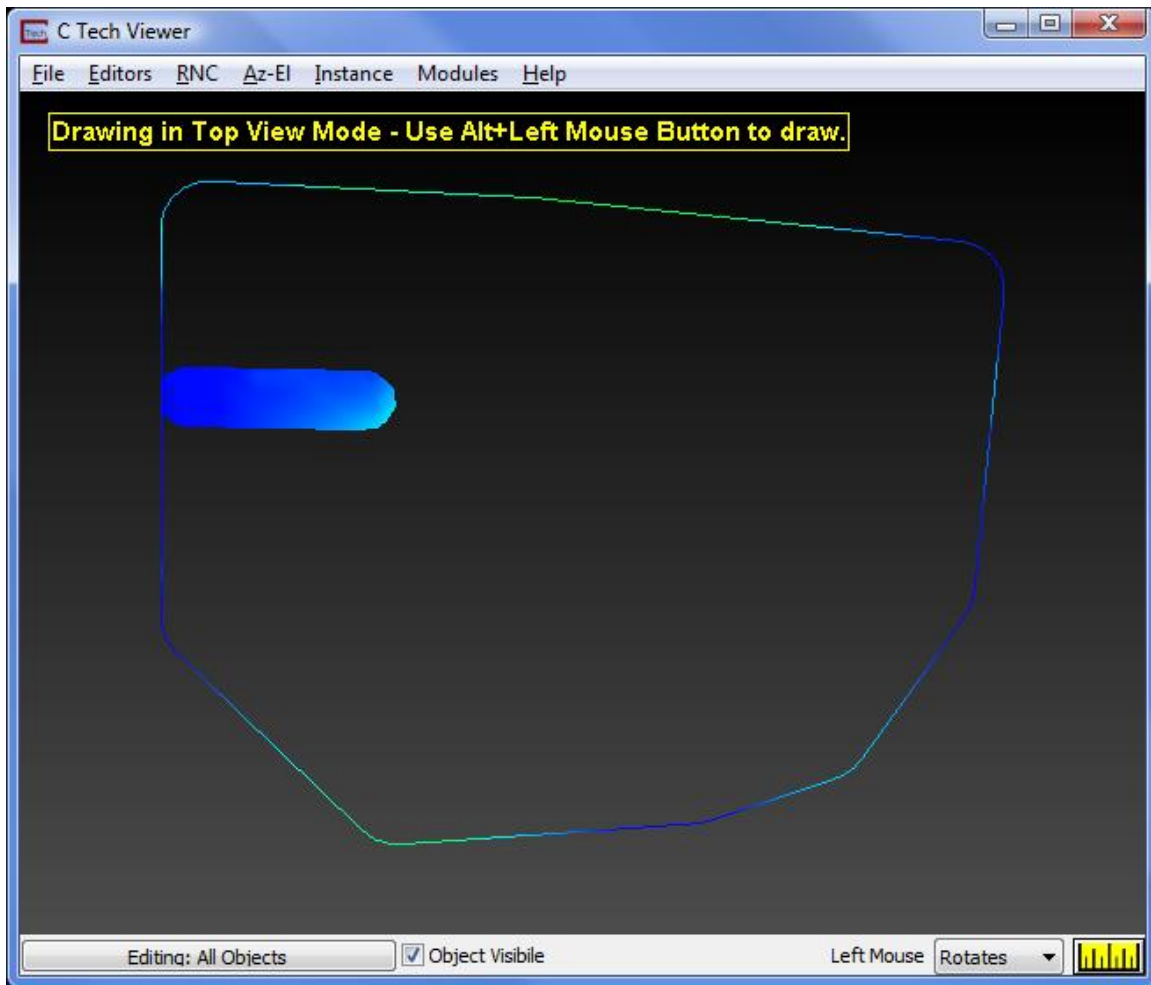 Tech C Tech Viewer
File Editors RNC Az-El Instance Modules Help
Drawing in Top View Mode - Use Alt+Left Mouse Button to draw.
Editing: All Objects Object Visibile Left Mouse Rotates